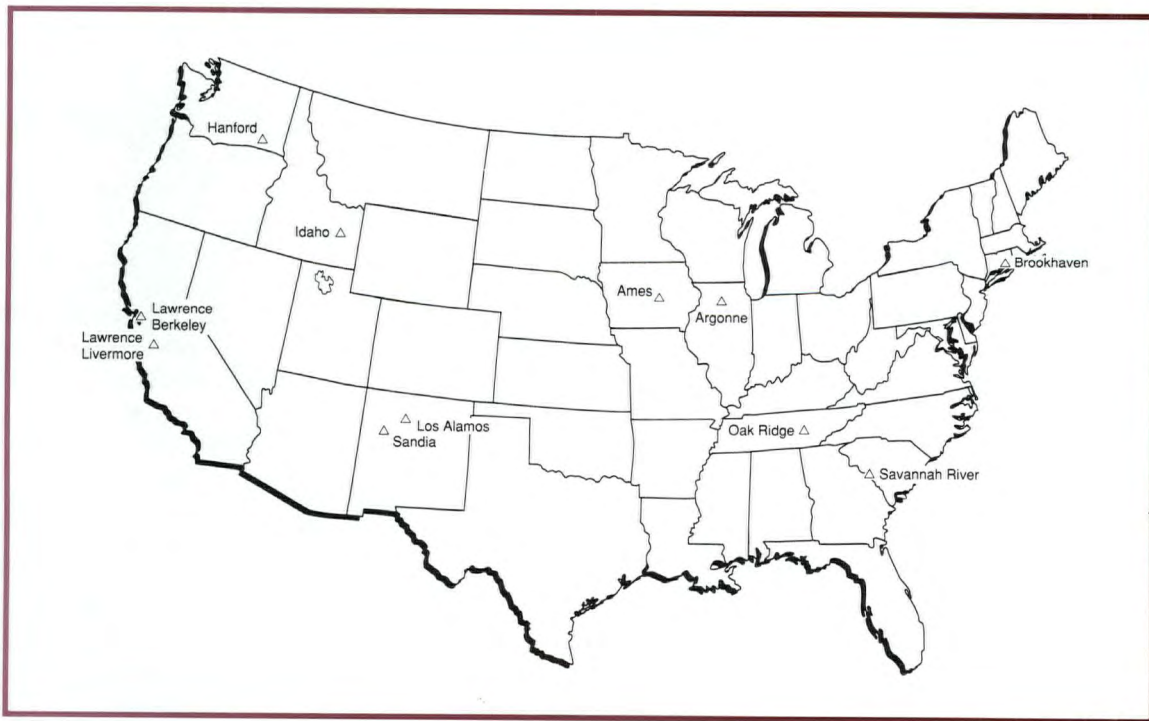 Hanford
Idaho
Lawrence
Berkeley
Lawrence
Livermore
Los Alamos
Sandia
Ames
Argonne
Brookhaven
Oak Ridge
Savannah River